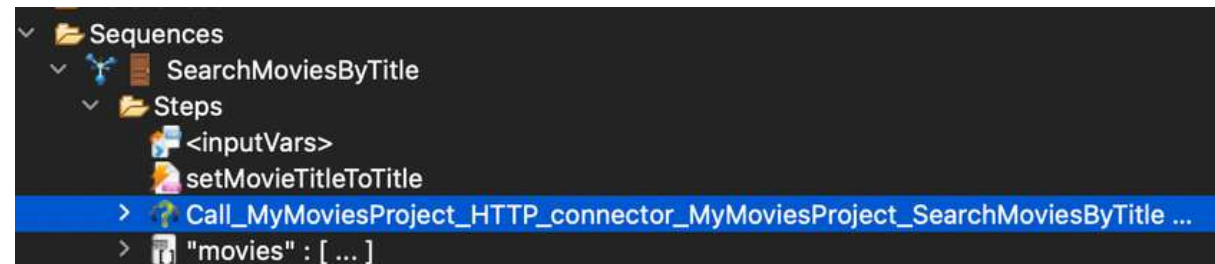 Sequences
SearchMoviesByTitle
Steps
<inputVars>
setMovieTitleToTitle
Call_MyMoviesProject_HTTP_connector_MyMoviesProject_SearchMoviesByTitle ...
"movies" : [ ... ]